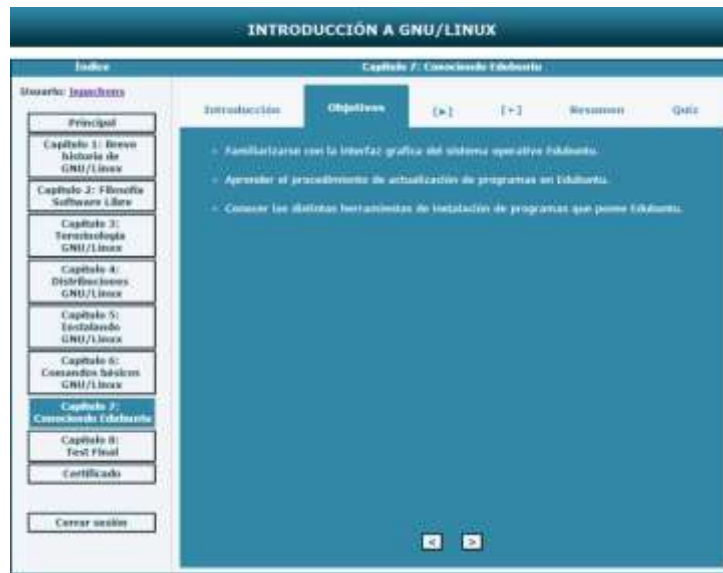 INTRODUCCIÓN A GNU/LINUX
Índice
Capítulo 7: Conociendo Edubuntu
Usuario:
Principal
Capítulo 1: Breve
historia de
GNU/Linux
Capítulo 2: Filosofía
Software Libre
Capítulo 3:
Terminología
GNU/Linux
Capítulo 4:
Distribuciones
GNU/Linux
Capítulo 5:
Instalando
GNU/Linux
Capítulo 6:
Comandos básicos
GNU/Linux
Capítulo 7:
Conociendo Edubuntu
Capítulo 8:
Test Final
Certificado
Cerrar sesión
Introducción Objetivos [►] [+] Resumen Quiz
Familiarizarse con la interfaz grafica del sistema operativo Edubuntu.
Aprender el procedimiento de actualización de programas en Edubuntu.
Conocer las distintas herramientas de instalación de programas que posee Edubuntu.
< >